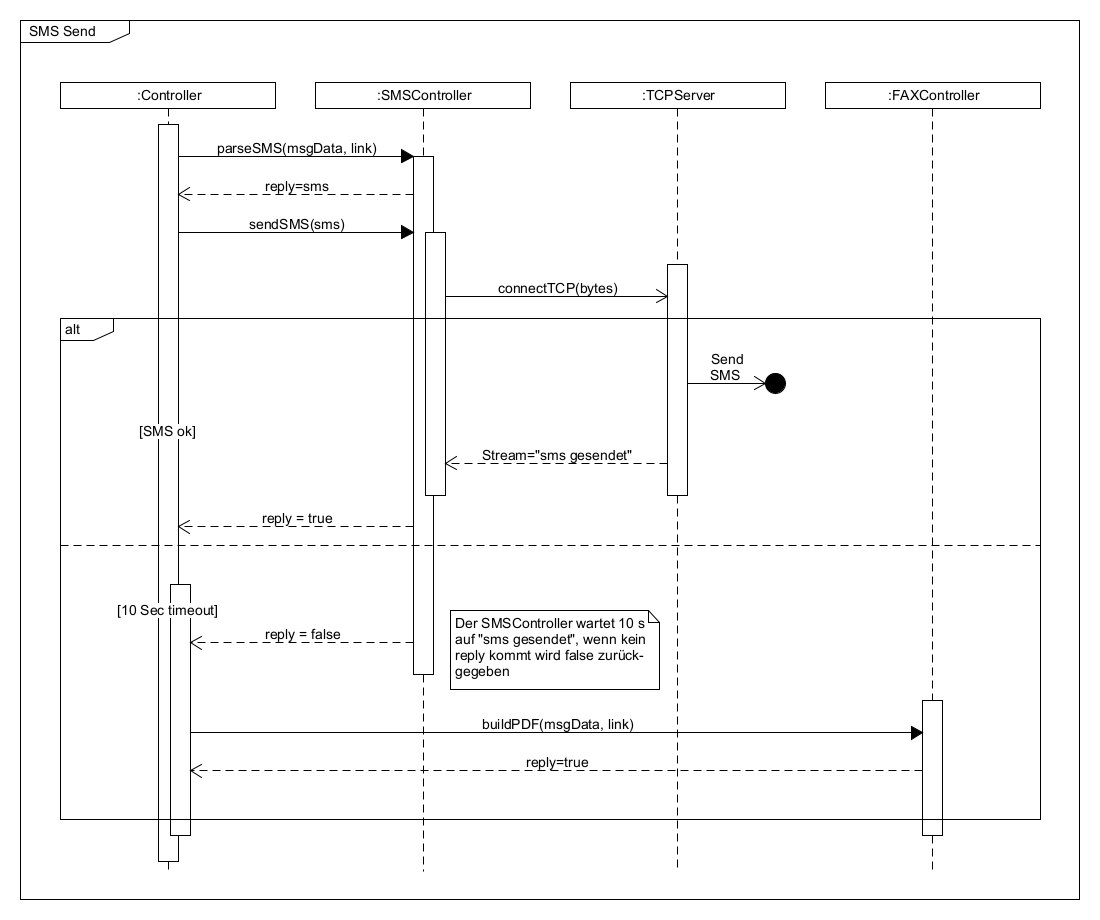 SMS Send
:Controller
:SMSController
:TCPServer
:FAXController
parseSMS(msgData, link)
reply=sms
sendSMS(sms)
connectTCP(bytes)
alt
Send
SMS
[SMS ok]
Stream="sms gesendet"
reply = true
[10 Sec timeout]
reply = false
Der SMSController wartet 10 s
auf "sms gesendet", wenn kein
reply kommt wird false zurück-
gegeben
buildPDF(msgData, link)
reply=true